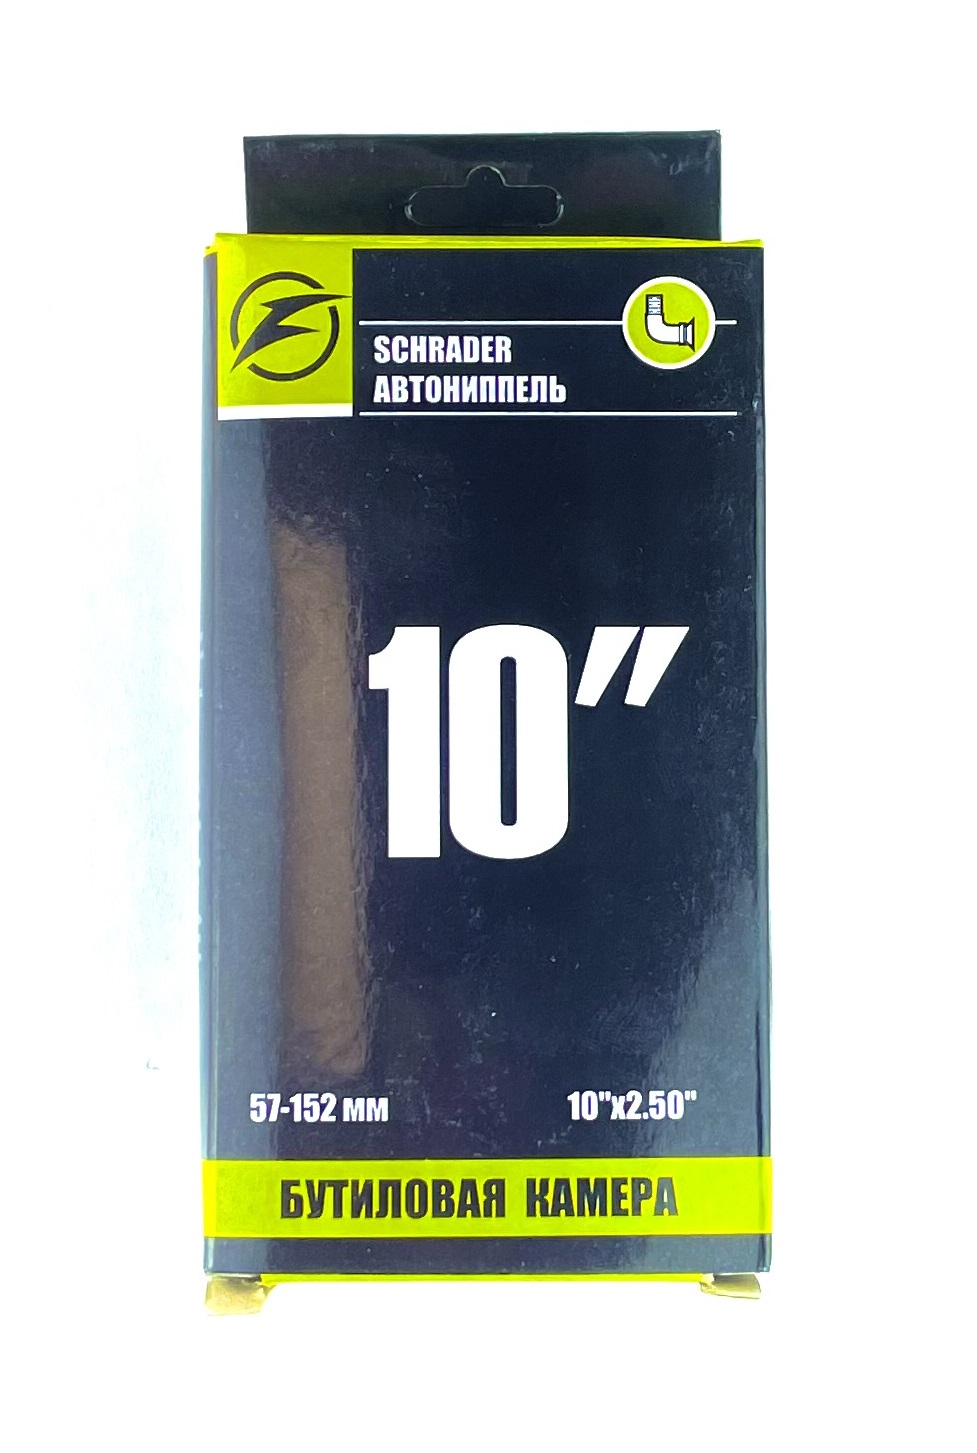 SCHRADER
АВТОНИППЕЛЬ
10"
57-152 мм
10"x2.50"
БУТИЛОВАЯ КАМЕРА